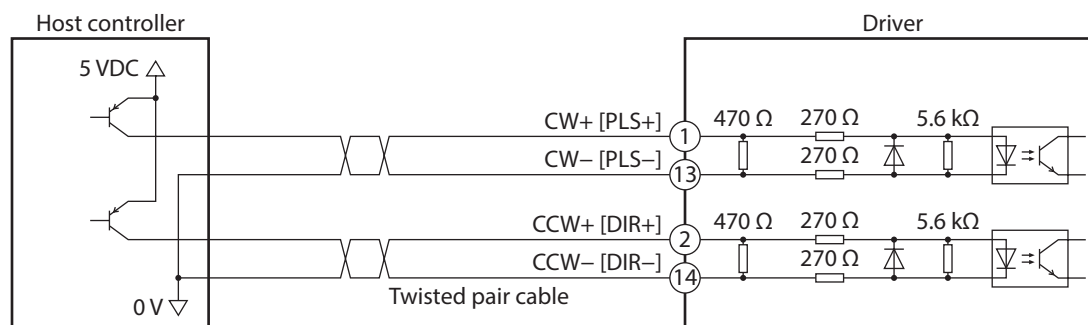 Host controller
Driver
5 VDC
CW+ [PLS+]
1
470 Ω
270 Ω
5.6 kΩ
CW− [PLS−]
13
270 Ω
CCW+ [DIR+]
2
470 Ω
270 Ω
5.6 kΩ
CCW− [DIR−]
14
270 Ω
0 V
Twisted pair cable